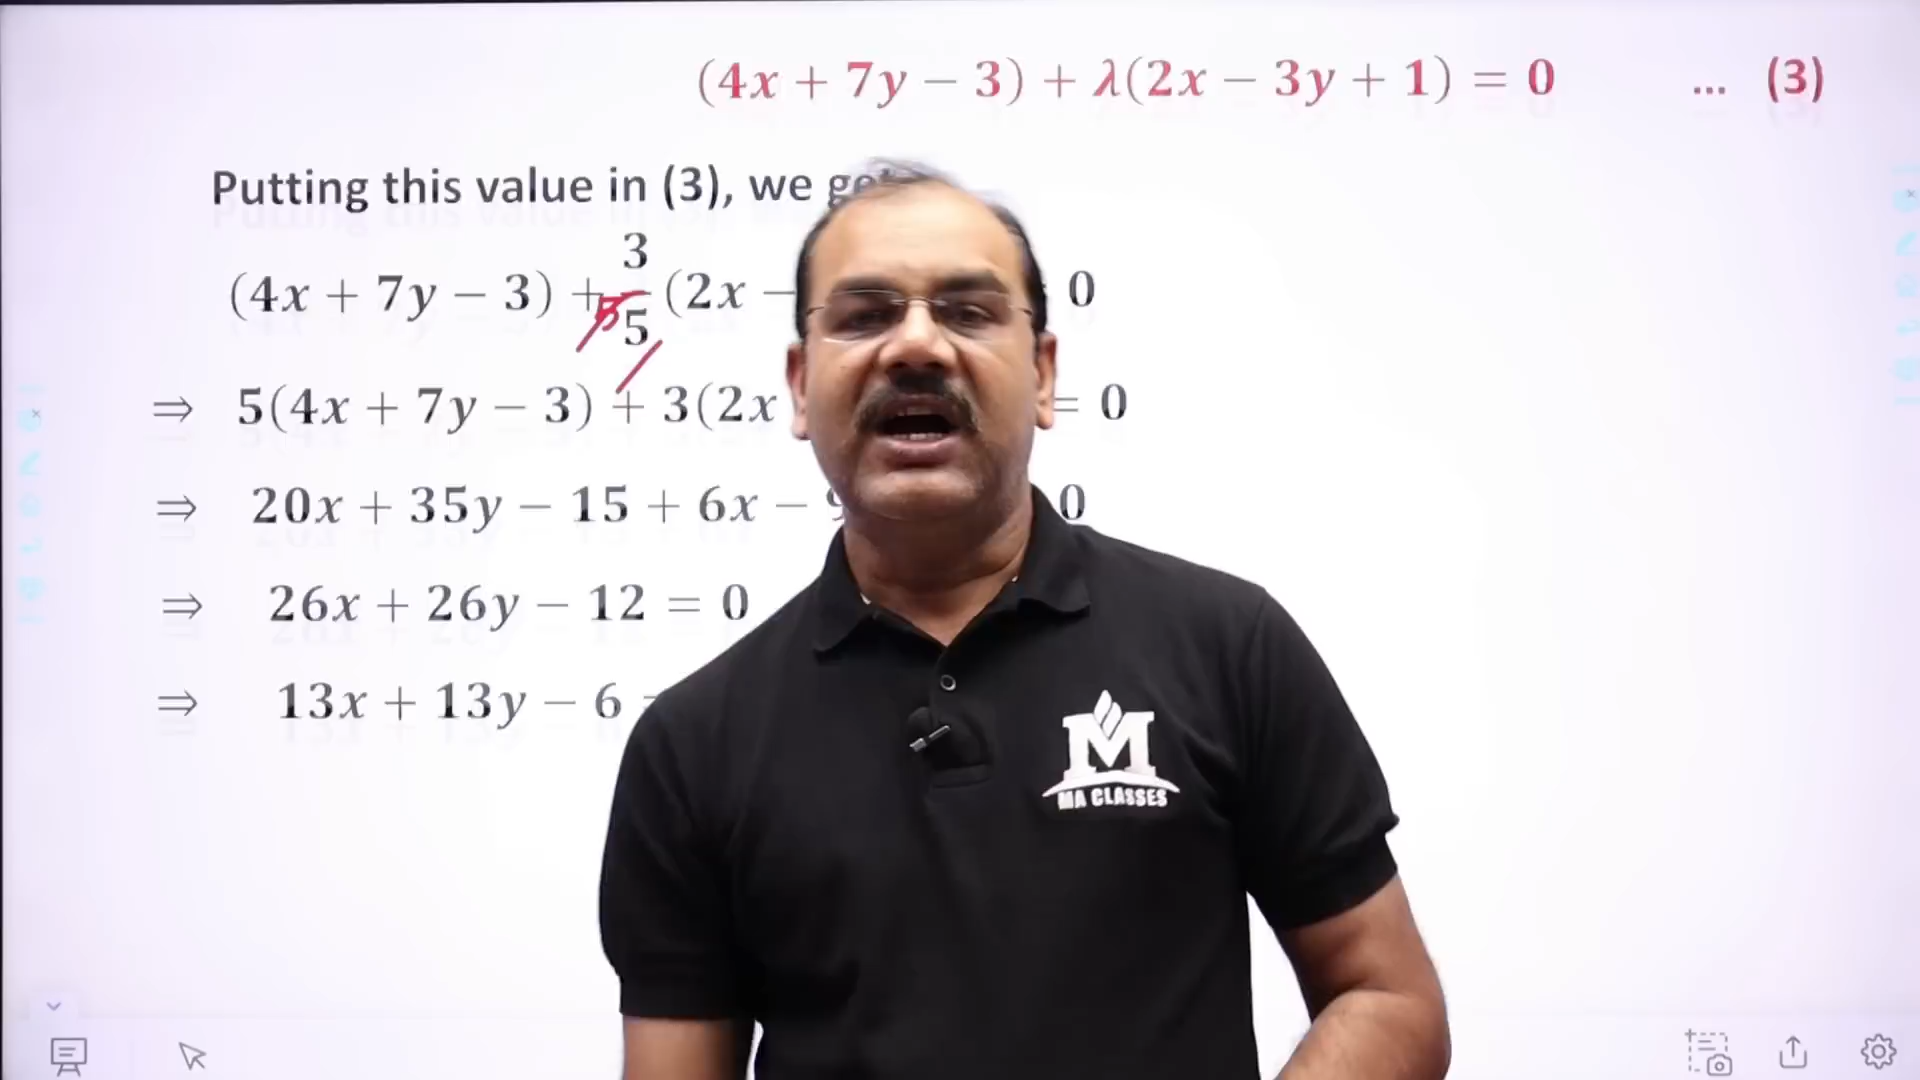 (4x + 7y − 3) + λ(2x − 3y + 1) = 0 ... (3)
Putting this value in (3), we
(4x + 7y − 3) + 3/5 (2x − 0
5
⇒ 5(4x + 7y − 3) + 3(2x = 0
⇒ 20x + 35y − 15 + 6x − 9 0
⇒ 26x + 26y − 12 = 0
⇒ 13x + 13y − 6
M
MA CLASSES